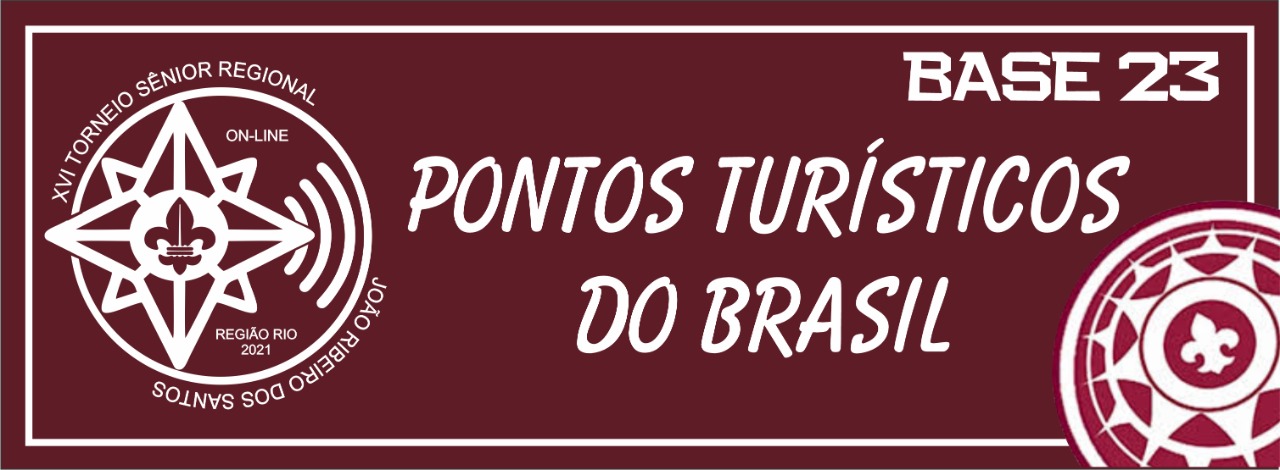 XVI TORNEIO SÊNIOR REGIONAL
ON-LINE
REGIÃO RIO
2021
JOÃO RIBEIRO DOS SANTOS
BASE 23
PONTOS TURÍSTICOS
DO BRASIL